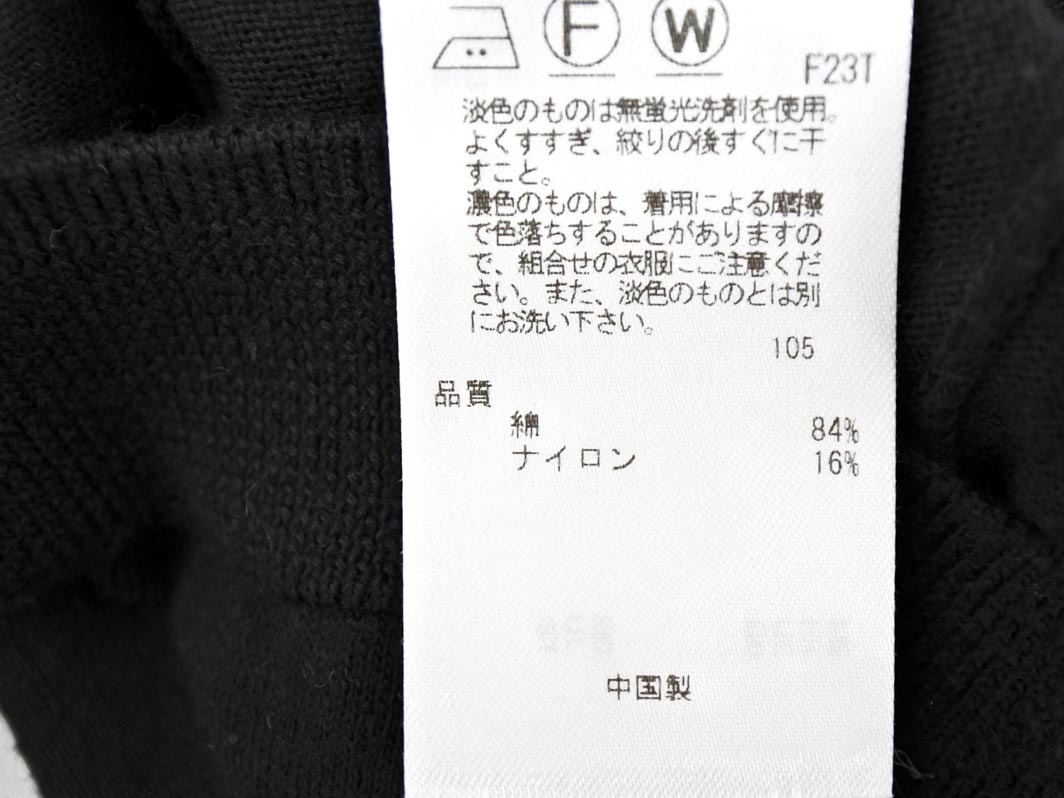 F W
F23T
淡色のものは無蛍光洗剤を使用。
よくすすぎ、絞りの後すぐに干
すこと。
濃色のものは、着用による摩擦
で色落ちすることがありますの
で、組合せの衣服にご注意くだ
さい。また、淡色のものとは別
にお洗い下さい。
105
品質
綿 84%
ナイロン 16%
中国製